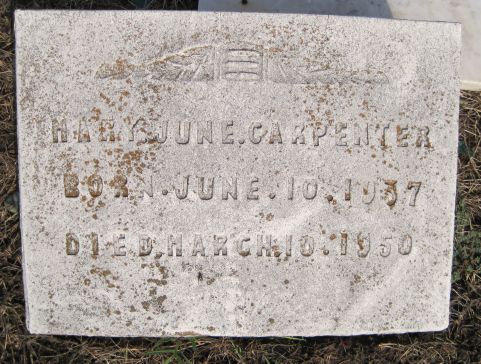 MARY.JUNE.CARPENTER
BORN.JUNE.10.1937
DIED.MARCH.10.1950